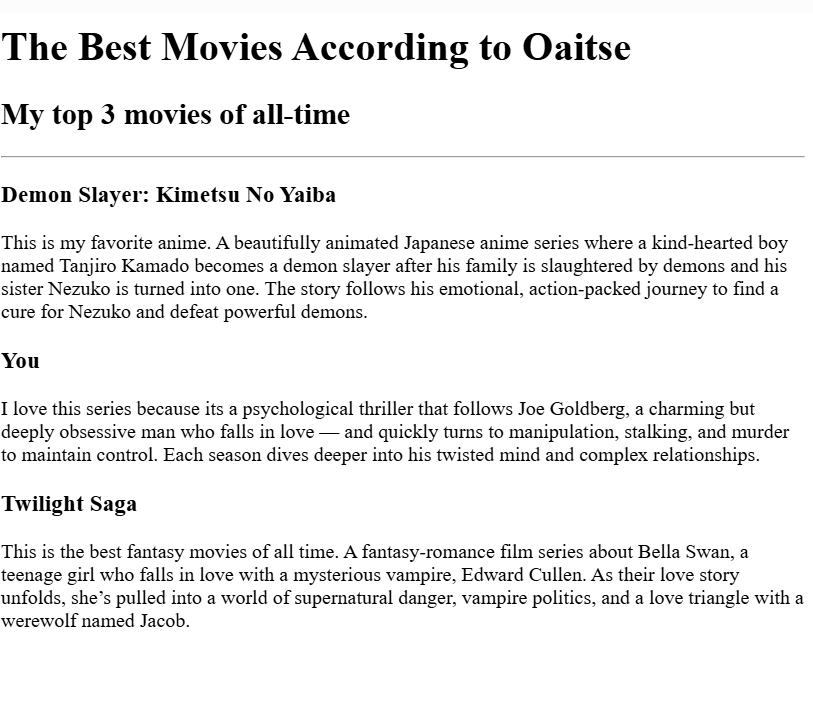 The Best Movies According to Oaitse
My top 3 movies of all-time
Demon Slayer: Kimetsu No Yaiba
This is my favorite anime. A beautifully animated Japanese anime series where a kind-hearted boy
named Tanjiro Kamado becomes a demon slayer after his family is slaughtered by demons and his
sister Nezuko is turned into one. The story follows his emotional, action-packed journey to find a
cure for Nezuko and defeat powerful demons.
You
I love this series because its a psychological thriller that follows Joe Goldberg, a charming but
deeply obsessive man who falls in love — and quickly turns to manipulation, stalking, and murder
to maintain control. Each season dives deeper into his twisted mind and complex relationships.
Twilight Saga
This is the best fantasy movies of all time. A fantasy-romance film series about Bella Swan, a
teenage girl who falls in love with a mysterious vampire, Edward Cullen. As their love story
unfolds, she’s pulled into a world of supernatural danger, vampire politics, and a love triangle with a
werewolf named Jacob.